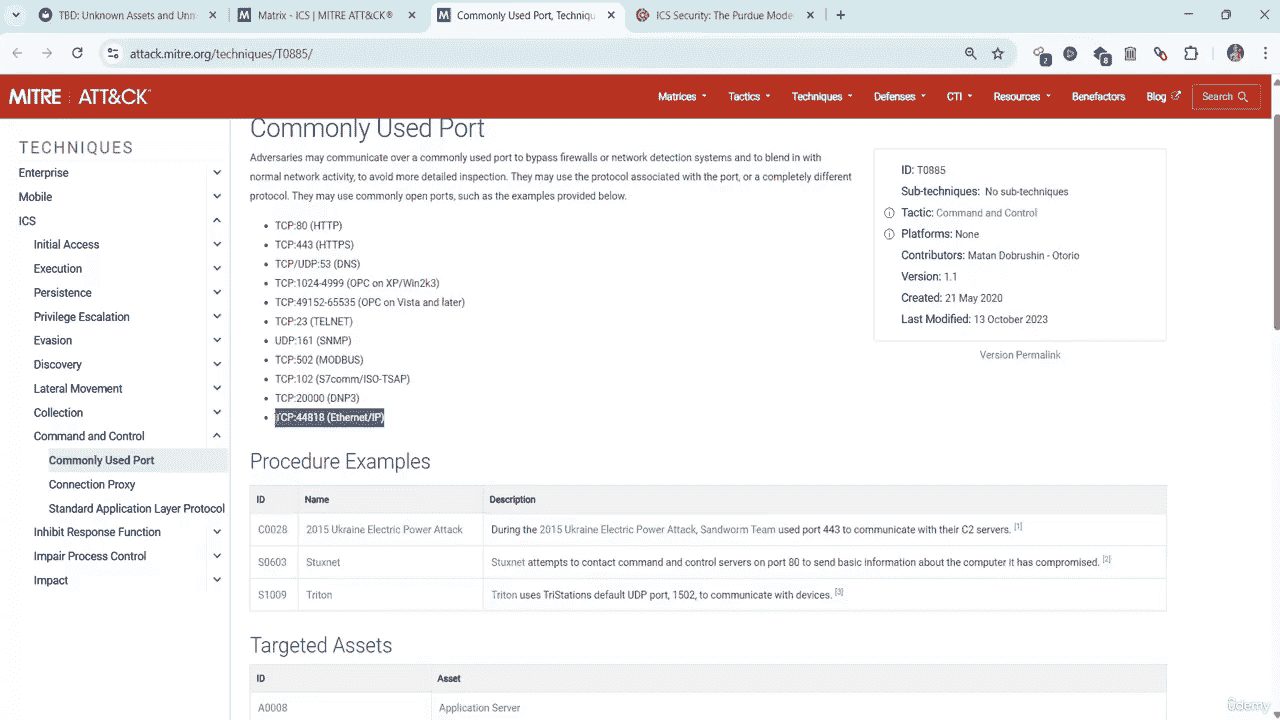 TBD: Unknown Assets and Unm
Matrix - ICS | MITRE ATT&CK®
Commonly Used Port, Techniqu
ICS Security: The Purdue Mode
attack.mitre.org/techniques/T0885/
2
8
MITRE | ATT&CK®
Matrices
Tactics
Techniques
Defenses
CTI
Resources
Benefactors
Blog
Search
TECHNIQUES
Enterprise
Mobile
ICS
Initial Access
Execution
Persistence
Privilege Escalation
Evasion
Discovery
Lateral Movement
Collection
Command and Control
Commonly Used Port
Connection Proxy
Standard Application Layer Protocol
Inhibit Response Function
Impair Process Control
Impact
Commonly Used Port
Adversaries may communicate over a commonly used port to bypass firewalls or network detection systems and to blend in with
normal network activity, to avoid more detailed inspection. They may use the protocol associated with the port, or a completely different
protocol. They may use commonly open ports, such as the examples provided below.
• TCP:80 (HTTP)
• TCP:443 (HTTPS)
• TCP/UDP:53 (DNS)
• TCP:1024-4999 (OPC on XP/Win2k3)
• TCP:49152-65535 (OPC on Vista and later)
• TCP:23 (TELNET)
• UDP:161 (SNMP)
• TCP:502 (MODBUS)
• TCP:102 (S7comm/ISO-TSAP)
• TCP:20000 (DNP3)
• TCP:44818 (Ethernet/IP)
ID: T0885
Sub-techniques: No sub-techniques
Tactic: Command and Control
Platforms: None
Contributors: Matan Dobrushin - Otorio
Version: 1.1
Created: 21 May 2020
Last Modified: 13 October 2023
Version Permalink
Procedure Examples
ID Name Description
C0028 2015 Ukraine Electric Power Attack During the 2015 Ukraine Electric Power Attack, Sandworm Team used port 443 to communicate with their C2 servers. [1]
S0603 Stuxnet Stuxnet attempts to contact command and control servers on port 80 to send basic information about the computer it has compromised. [2]
S1009 Triton Triton uses TriStations default UDP port, 1502, to communicate with devices. [3]
Targeted Assets
ID Asset
A0008 Application Server
Udemy